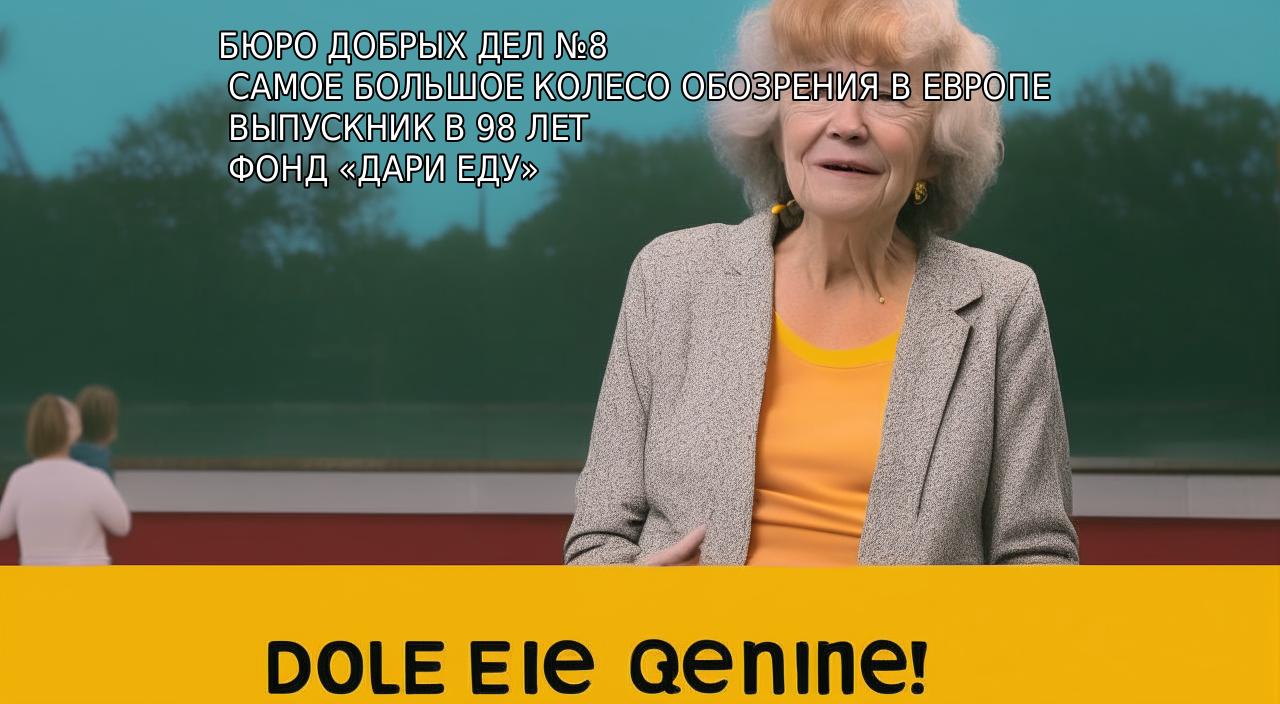 БЮРО ДОБРЫХ ДЕЛ №8
САМОЕ БОЛЬШОЕ КОЛЕСО ОБОЗРЕНИЯ В ЕВРОПЕ
ВЫПУСКНИК В 98 ЛЕТ
ФОНД «ДАРИ ЕДУ»
DOLE EIE QENINE!